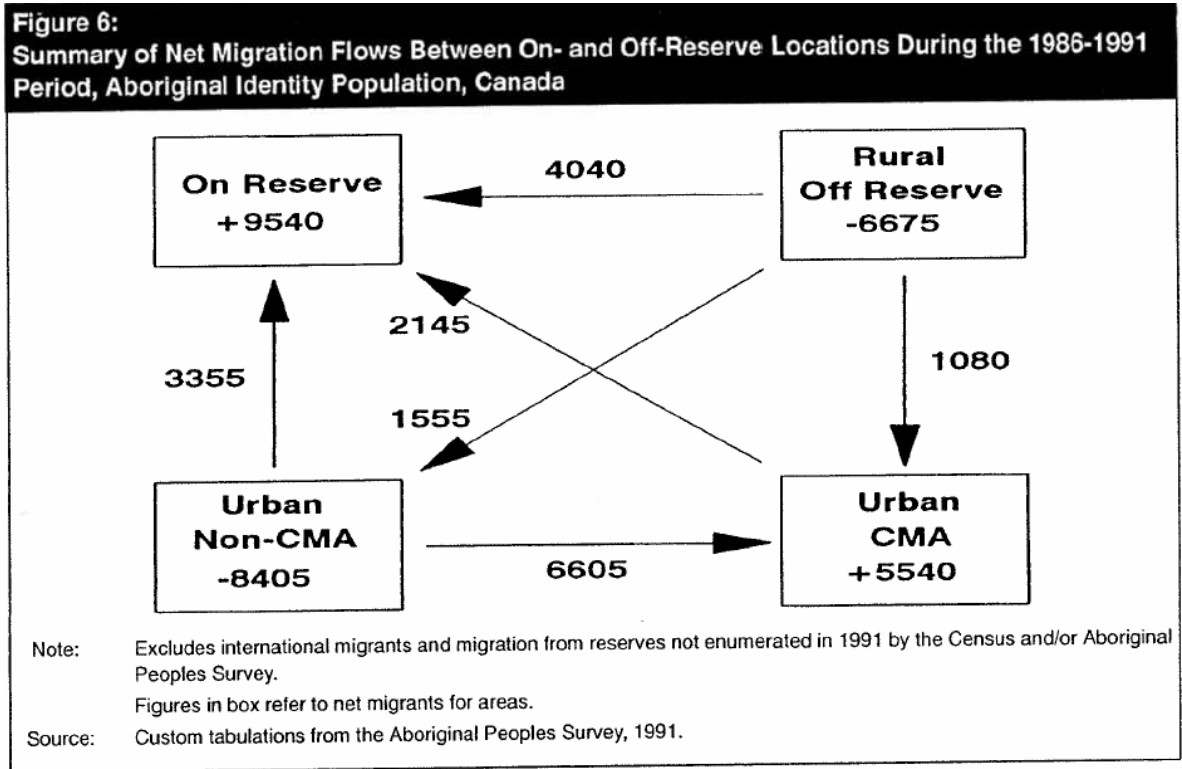 Figure 6:
Summary of Net Migration Flows Between On- and Off-Reserve Locations During the 1986-1991
Period, Aboriginal Identity Population, Canada
On Reserve
+9540
4040
Rural
Off Reserve
-6675
2145
3355
1080
1555
Urban
Non-CMA
-8405
6605
Urban
CMA
+5540
Note: Excludes international migrants and migration from reserves not enumerated in 1991 by the Census and/or Aboriginal
Peoples Survey.
Figures in box refer to net migrants for areas.
Source: Custom tabulations from the Aboriginal Peoples Survey, 1991.